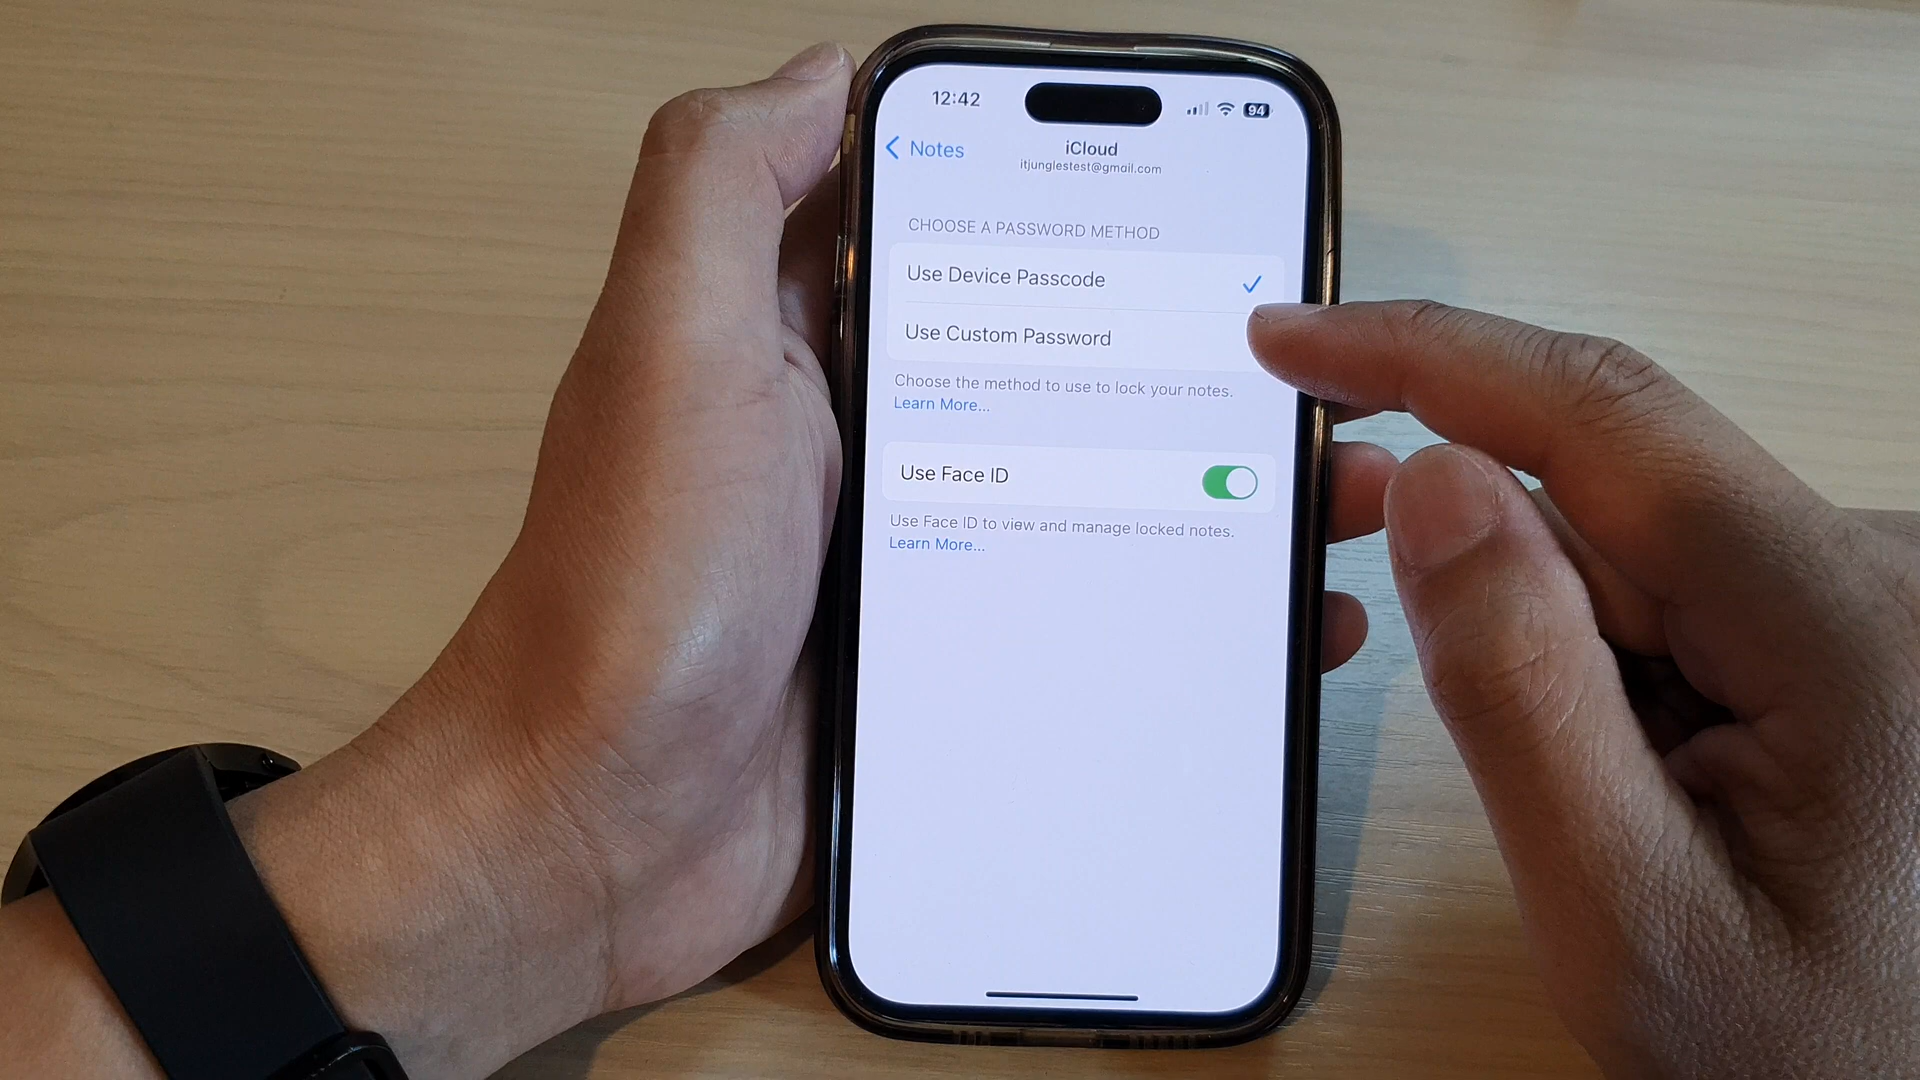 12:42
94
Notes
iCloud
itjunglestest@gmail.com
CHOOSE A PASSWORD METHOD
Use Device Passcode
Use Custom Password
Choose the method to use to lock your notes.
Learn More...
Use Face ID
Use Face ID to view and manage locked notes.
Learn More...